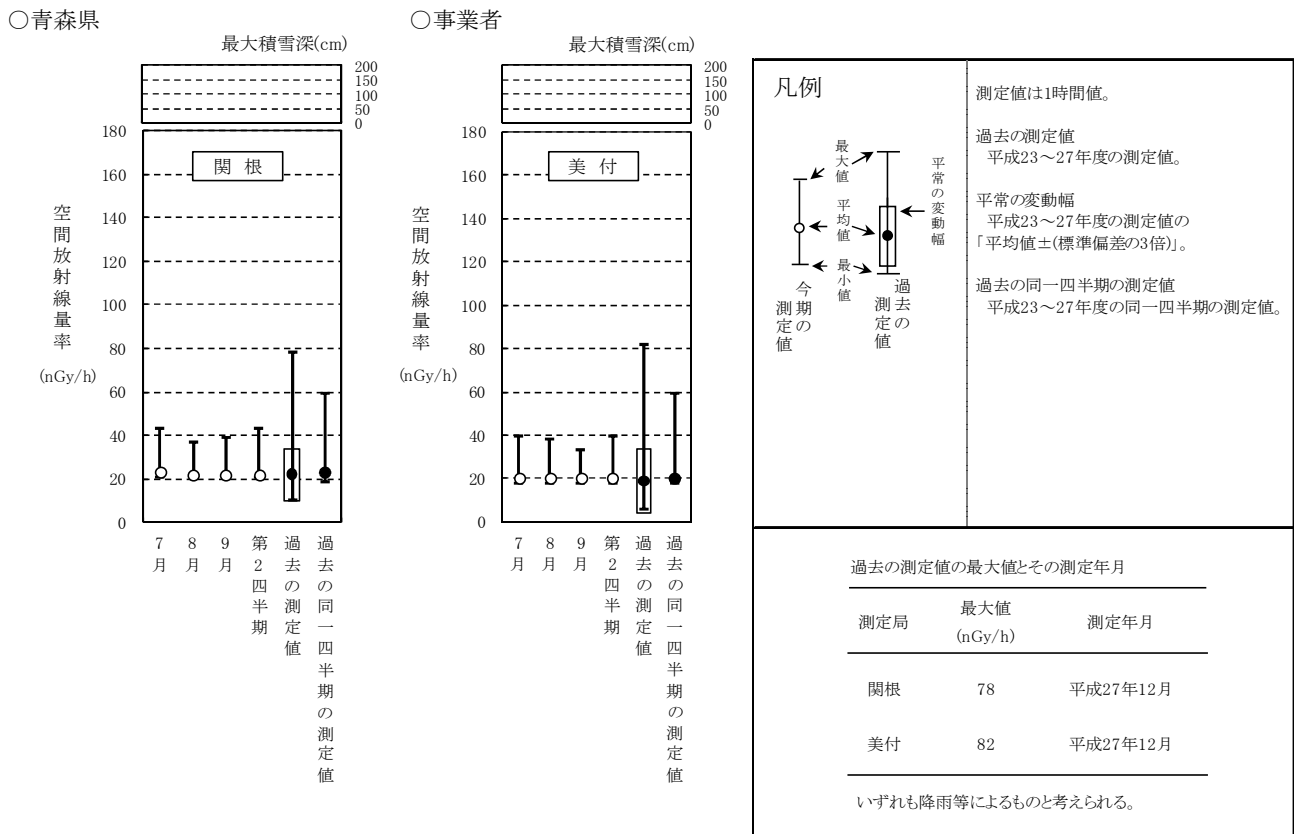 ○青森県
最大積雪深(cm)
200
150
100
50
0
180
160
140
120
100
80
60
40
20
0
関根
空間放射線量率
(nGy/h)
7月
8月
9月
第2四半期
過去の測定値
過去の同一四半期の測定値
○事業者
最大積雪深(cm)
200
150
100
50
0
180
160
140
120
100
80
60
40
20
0
美付
空間放射線量率
(nGy/h)
7月
8月
9月
第2四半期
過去の測定値
過去の同一四半期の測定値
凡例
最大値
平均値
最小値
平常の変動幅
今期の測定値
過去の測定値
測定値は1時間値。
過去の測定値
平成23～27年度の測定値。
平常の変動幅
平成23～27年度の測定値の
「平均値±(標準偏差の3倍)」。
過去の同一四半期の測定値
平成23～27年度の同一四半期の測定値。
過去の測定値の最大値とその測定年月
測定局 最大値 (nGy/h) 測定年月
関根 78 平成27年12月
美付 82 平成27年12月
いずれも降雨等によるものと考えられる。